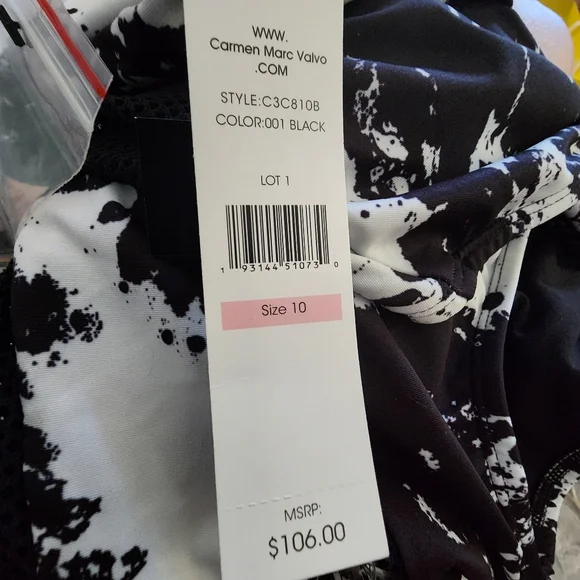 WWW.
Carmen Marc Valvo
.COM
STYLE:C3C810B
COLOR:001 BLACK
LOT 1
1 93144 51073 0
Size 10
MSRP:
$106.00